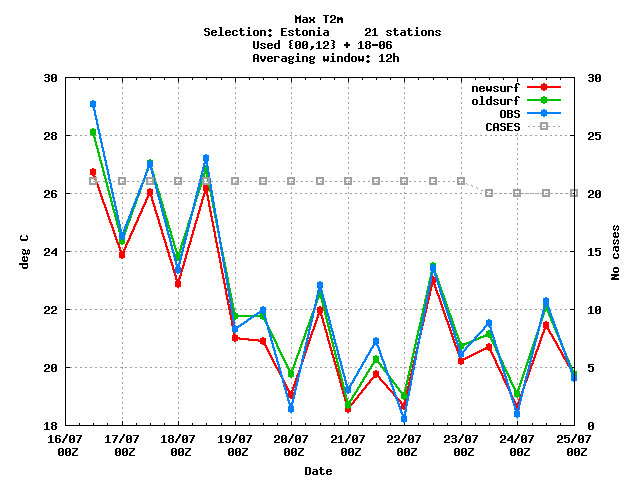 Max T2m
Selection: Estonia     21 stations
Used {00,12} + 18-06
Averaging window: 12h
newsurf
oldsurf
OBS
CASES
deg C
30
28
26
24
22
20
18
30
25
20
15
10
5
0
No cases
16/07 17/07 18/07 19/07 20/07 21/07 22/07 23/07 24/07 25/07
00Z 00Z 00Z 00Z 00Z 00Z 00Z 00Z 00Z 00Z
Date